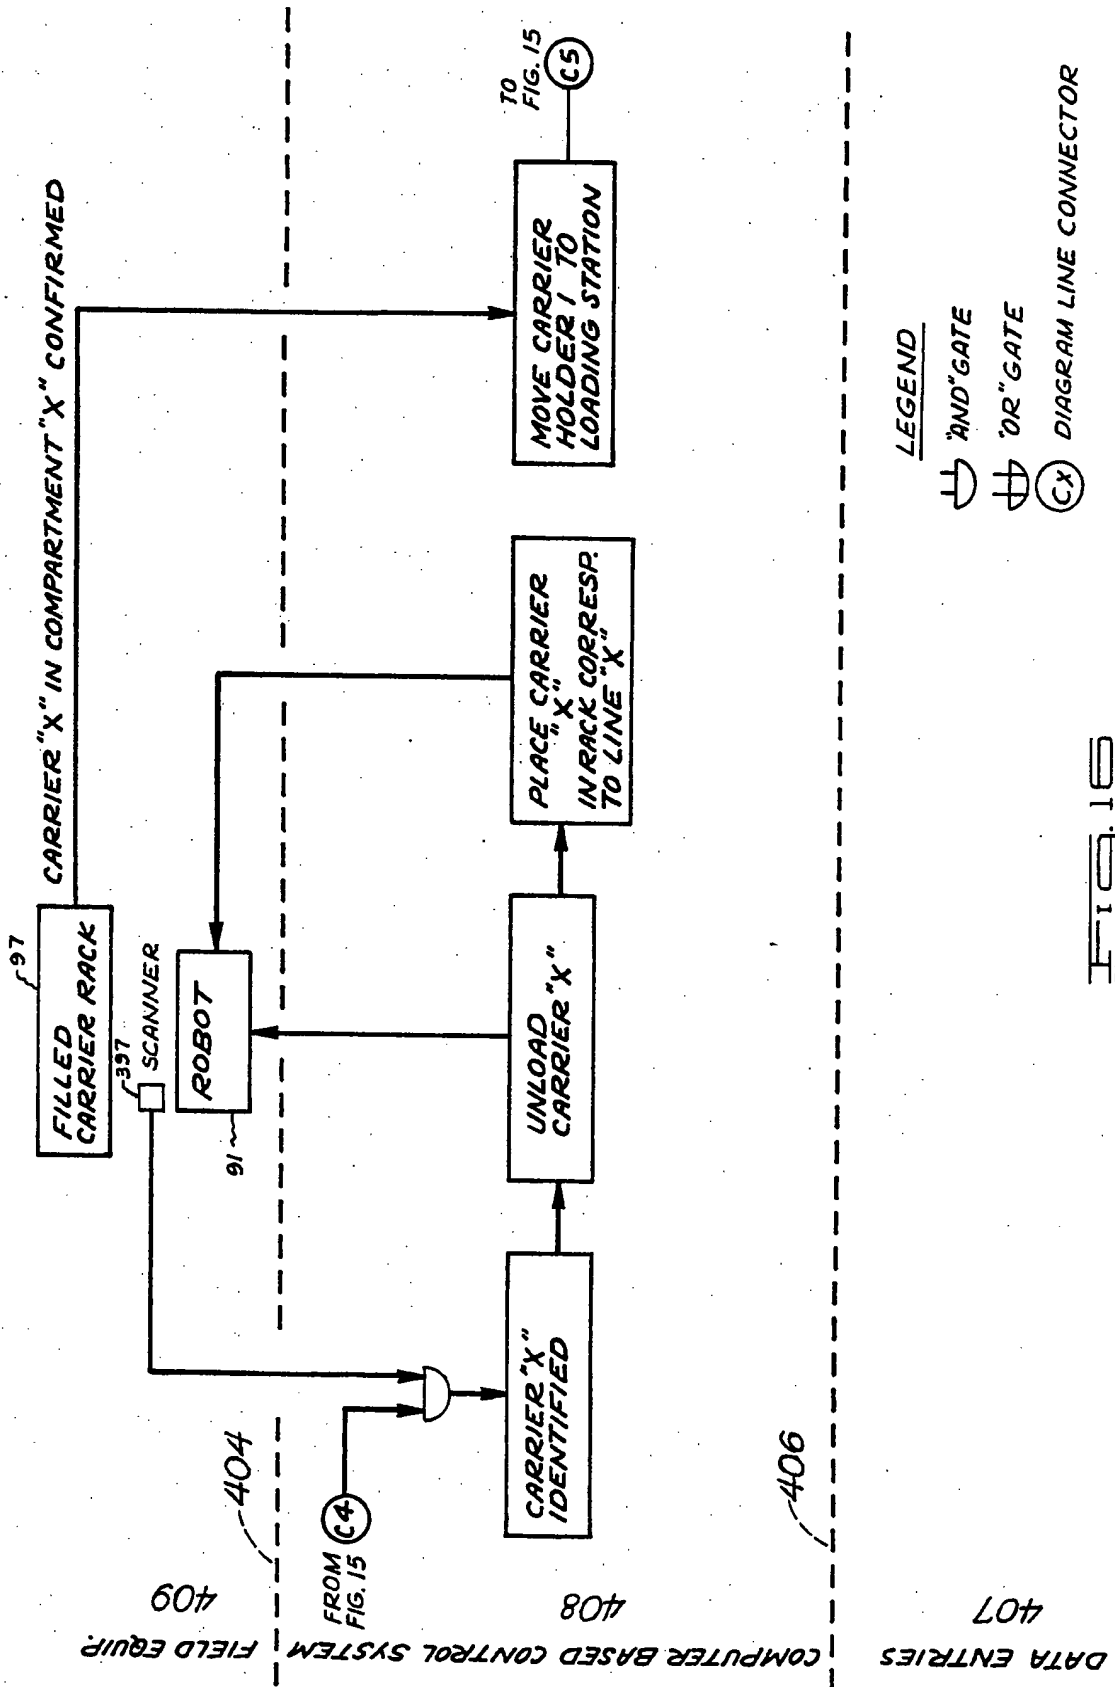 CARRIER "X" IN COMPARTMENT "X" CONFIRMED
97
FILLED
CARRIER RACK
397
SCANNER
ROBOT
91
404
FROM
FIG. 15
C4
CARRIER "X"
IDENTIFIED
UNLOAD
CARRIER "X"
PLACE CARRIER
"X"
IN RACK CORRESP.
TO LINE "X"
MOVE CARRIER
HOLDER 1 TO
LOADING STATION
TO
FIG. 15
C5
406
FIELD EQUIP.
409
COMPUTER BASED CONTROL SYSTEM
408
DATA ENTRIES
407
LEGEND
"AND" GATE
"OR" GATE
CX
DIAGRAM LINE CONNECTOR
FIG. 16